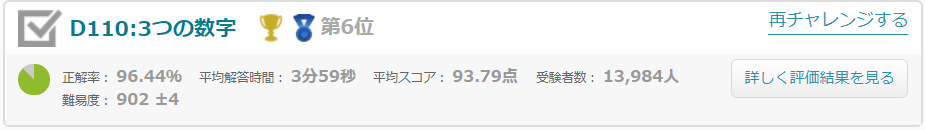 D110:3つの数字 第6位 再チャレンジする
正解率： 96.44% 平均解答時間： 3分59秒 平均スコア： 93.79点 受験者数： 13,984人 詳しく評価結果を見る
難易度： 902 ±4